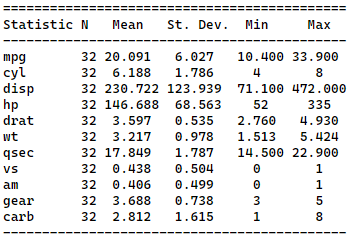 ============================================
Statistic N   Mean   St. Dev.  Min     Max
--------------------------------------------
mpg       32 20.091   6.027   10.400 33.900
cyl       32  6.188   1.786     4       8
disp      32 230.722 123.939  71.100 472.000
hp        32 146.688 68.563     52     335
drat      32  3.597   0.535   2.760   4.930
wt        32  3.217   0.978   1.513   5.424
qsec      32 17.849   1.787   14.500 22.900
vs        32  0.438   0.504     0       1
am        32  0.406   0.499     0       1
gear      32  3.688   0.738     3       5
carb      32  2.812   1.615     1       8
--------------------------------------------